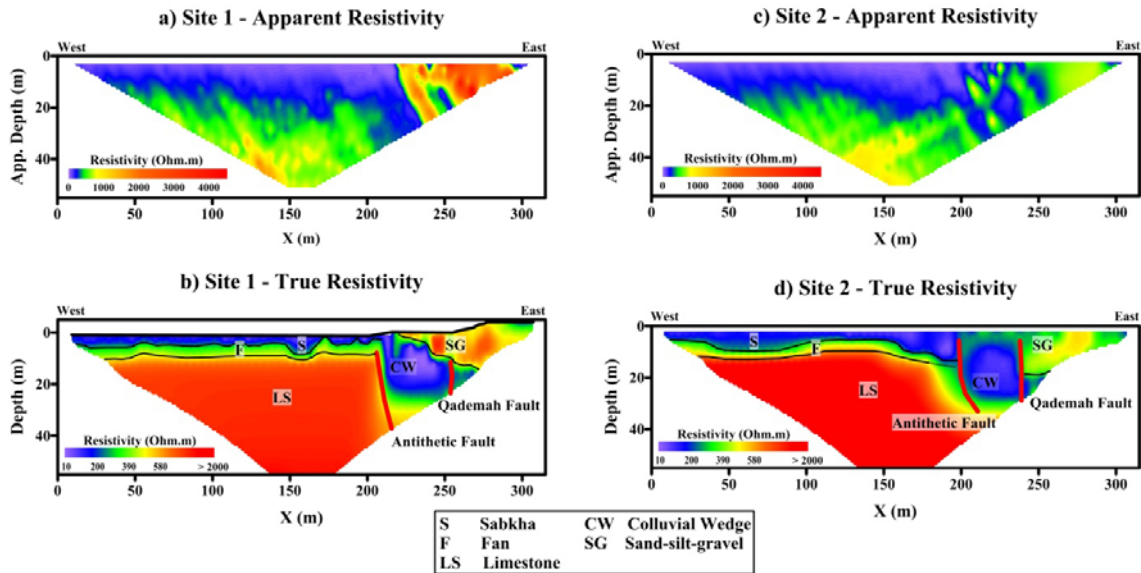 a) Site 1 - Apparent Resistivity
West
East
App. Depth (m)
0
20
40
Resistivity (Ohm.m)
0 1000 2000 3000 4000
0 50 100 150 200 250 300
X (m)
c) Site 2 - Apparent Resistivity
West
East
App. Depth (m)
0
20
40
Resistivity (Ohm.m)
0 1000 2000 3000 4000
0 50 100 150 200 250 300
X (m)
b) Site 1 - True Resistivity
West
East
Depth (m)
0
20
40
S
F
SG
CW
LS
Qademah Fault
Antithetic Fault
Resistivity (Ohm.m)
10 200 390 580 > 2000
0 50 100 150 200 250 300
X (m)
d) Site 2 - True Resistivity
West
East
Depth (m)
0
20
40
S
F
SG
CW
LS
Qademah Fault
Antithetic Fault
Resistivity (Ohm.m)
10 200 390 580 > 2000
0 50 100 150 200 250 300
X (m)
S Sabkha CW Colluvial Wedge
F Fan SG Sand-silt-gravel
LS Limestone